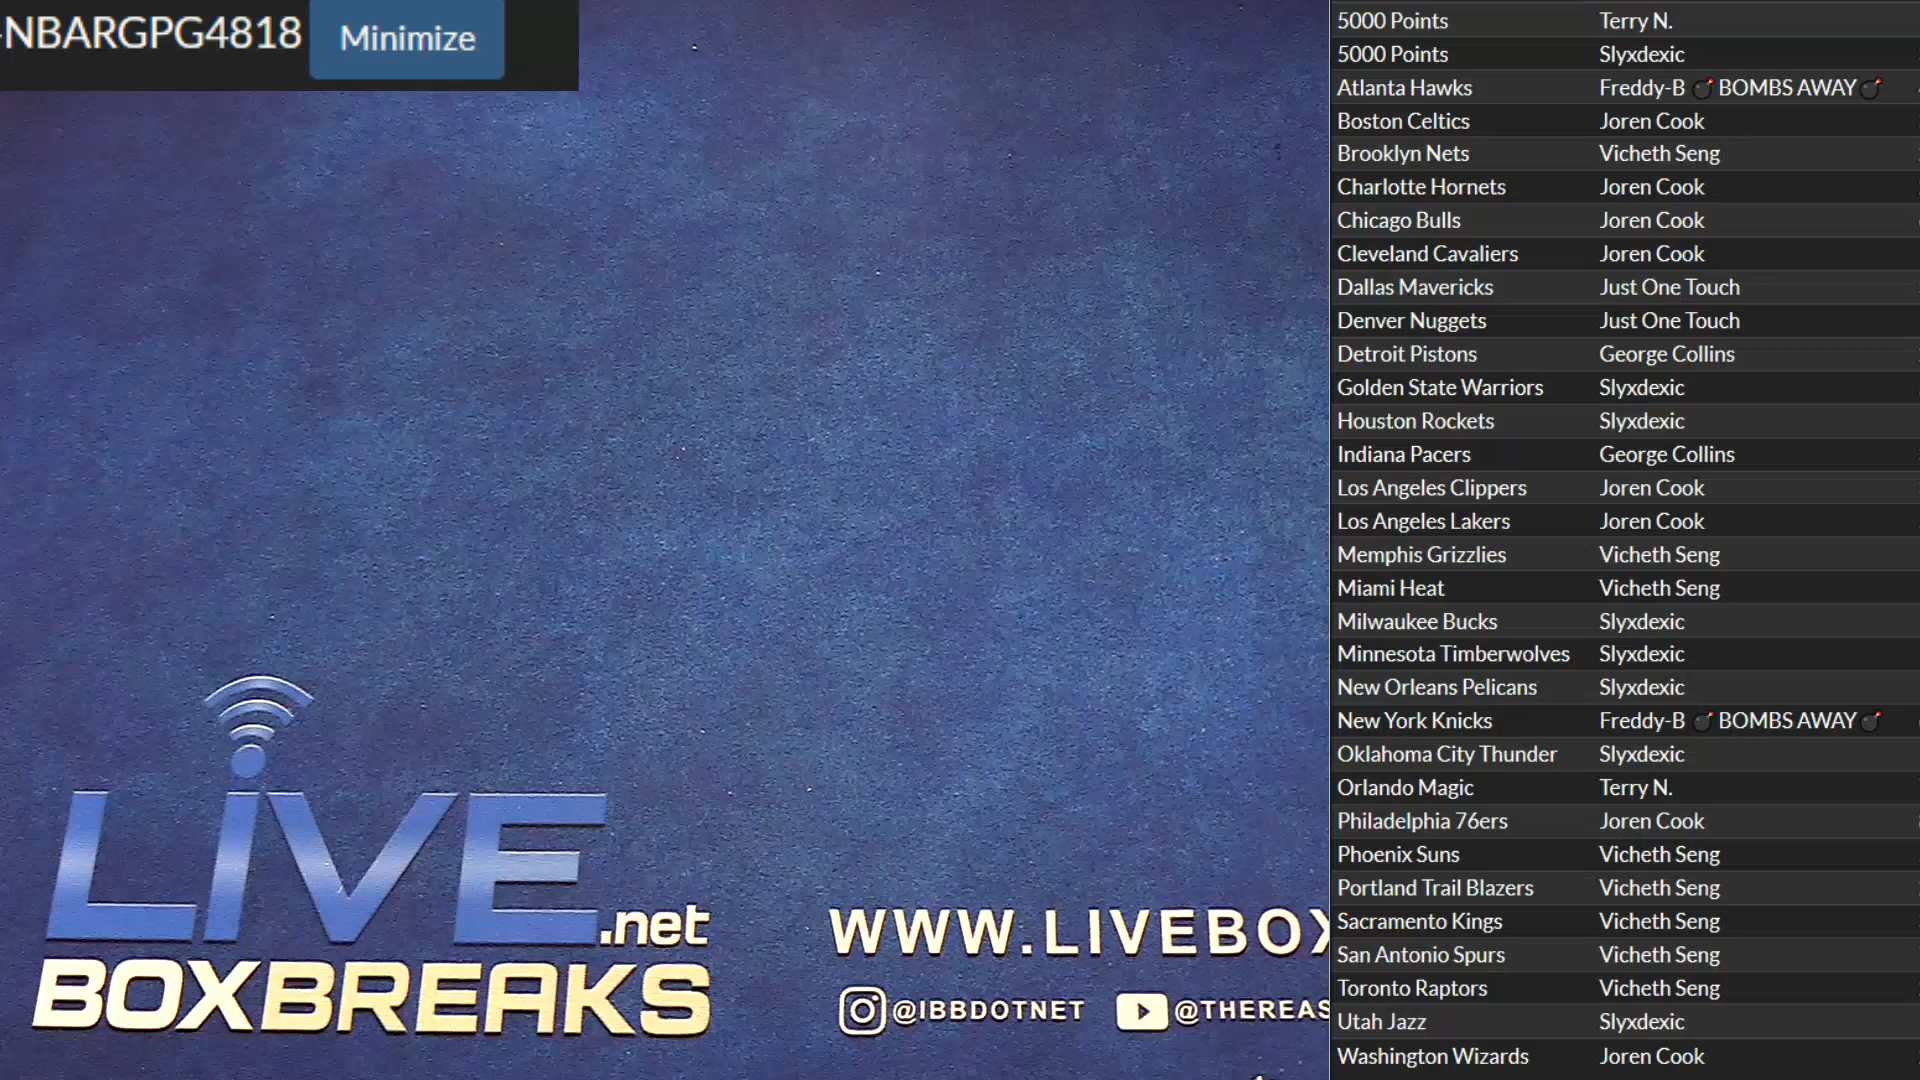 -NBARGPG4818 Minimize
5000 Points Terry N.
5000 Points Slyxdexic
Atlanta Hawks Freddy-B 💣 BOMBS AWAY 💣
Boston Celtics Joren Cook
Brooklyn Nets Vicheth Seng
Charlotte Hornets Joren Cook
Chicago Bulls Joren Cook
Cleveland Cavaliers Joren Cook
Dallas Mavericks Just One Touch
Denver Nuggets Just One Touch
Detroit Pistons George Collins
Golden State Warriors Slyxdexic
Houston Rockets Slyxdexic
Indiana Pacers George Collins
Los Angeles Clippers Joren Cook
Los Angeles Lakers Joren Cook
Memphis Grizzlies Vicheth Seng
Miami Heat Vicheth Seng
Milwaukee Bucks Slyxdexic
Minnesota Timberwolves Slyxdexic
New Orleans Pelicans Slyxdexic
New York Knicks Freddy-B 💣 BOMBS AWAY 💣
Oklahoma City Thunder Slyxdexic
Orlando Magic Terry N.
Philadelphia 76ers Joren Cook
Phoenix Suns Vicheth Seng
Portland Trail Blazers Vicheth Seng
Sacramento Kings Vicheth Seng
San Antonio Spurs Vicheth Seng
Toronto Raptors Vicheth Seng
Utah Jazz Slyxdexic
Washington Wizards Joren Cook
LiVE.net
BOXBREAKS
WWW.LIVEBOX
@IBBDOTNET @THEREAS